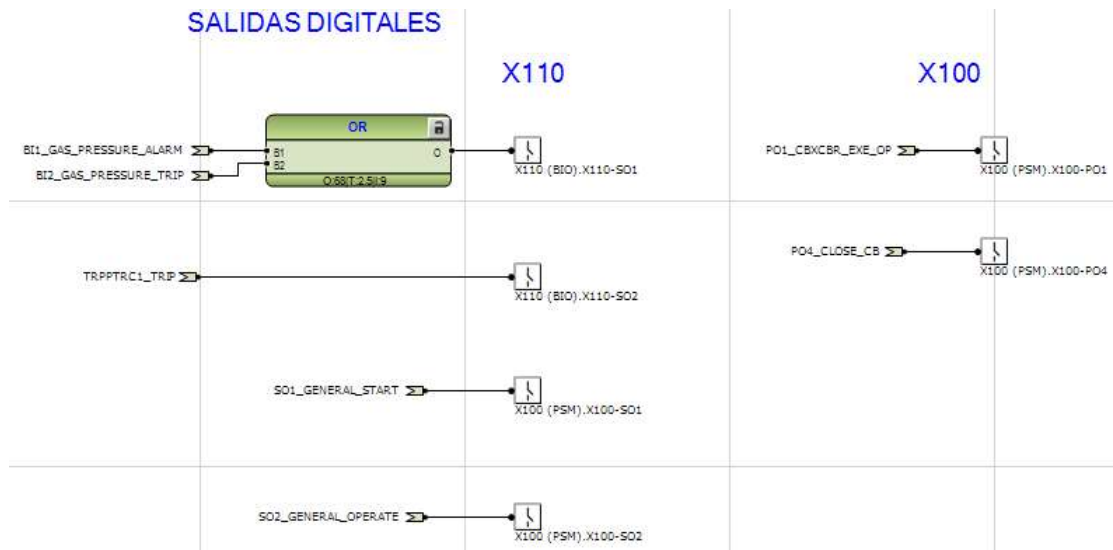 SALIDAS DIGITALES
X110
X100
OR
BI1_GAS_PRESSURE_ALARM
B1
O
X110 (BIO).X110-SO1
BI2_GAS_PRESSURE_TRIP
B2
O:68|T:2.5|I:9
PO1_CBXCBR_EXE_OP
X100 (PSM).X100-PO1
PO4_CLOSE_CB
X100 (PSM).X100-PO4
TRPPTRC1_TRIP
X110 (BIO).X110-SO2
SO1_GENERAL_START
X100 (PSM).X100-SO1
SO2_GENERAL_OPERATE
X100 (PSM).X100-SO2